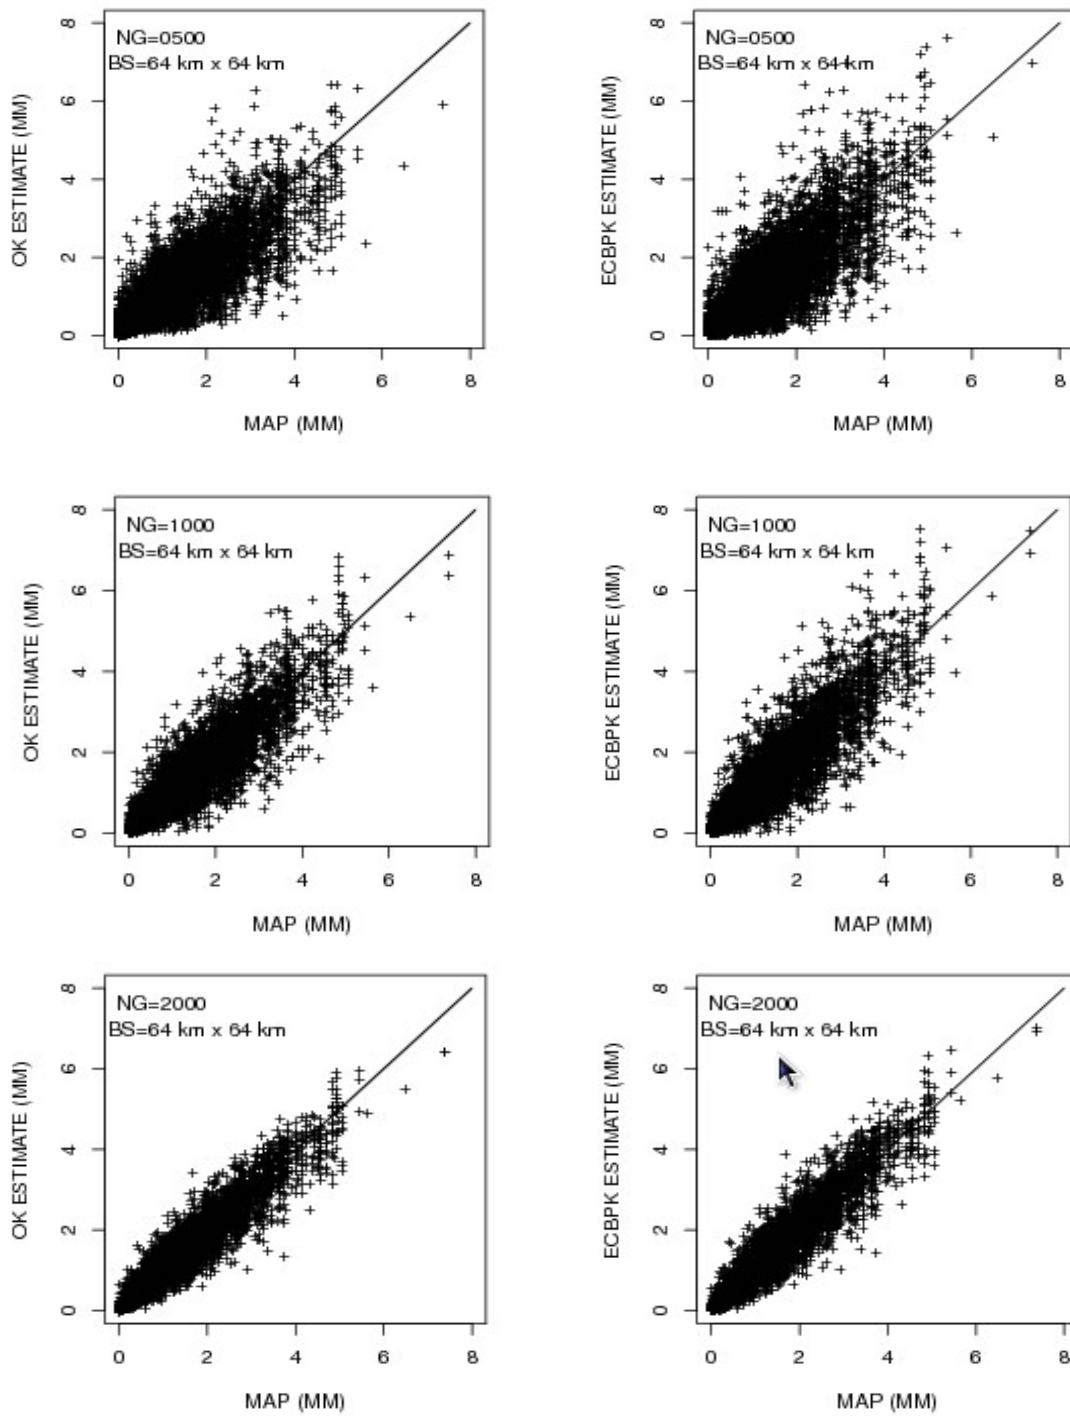 NG=0500
BS=64 km x 64 km
OK ESTIMATE (MM)
8
6
4
2
0
0 2 4 6 8
MAP (MM)
NG=0500
BS=64 km x 64 km
ECBPK ESTIMATE (MM)
8
6
4
2
0
0 2 4 6 8
MAP (MM)
NG=1000
BS=64 km x 64 km
OK ESTIMATE (MM)
8
6
4
2
0
0 2 4 6 8
MAP (MM)
NG=1000
BS=64 km x 64 km
ECBPK ESTIMATE (MM)
8
6
4
2
0
0 2 4 6 8
MAP (MM)
NG=2000
BS=64 km x 64 km
OK ESTIMATE (MM)
8
6
4
2
0
0 2 4 6 8
MAP (MM)
NG=2000
BS=64 km x 64 km
ECBPK ESTIMATE (MM)
8
6
4
2
0
0 2 4 6 8
MAP (MM)